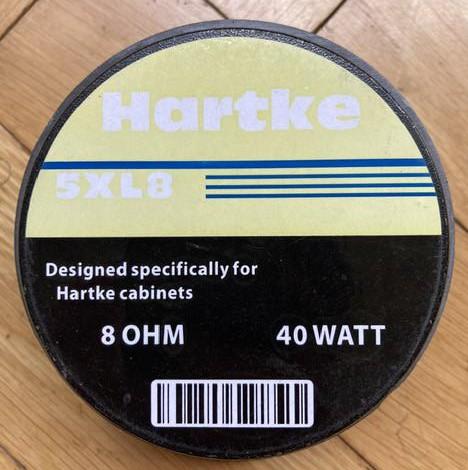 Hartke
5XL8
Designed specifically for
Hartke cabinets
8 OHM 40 WATT